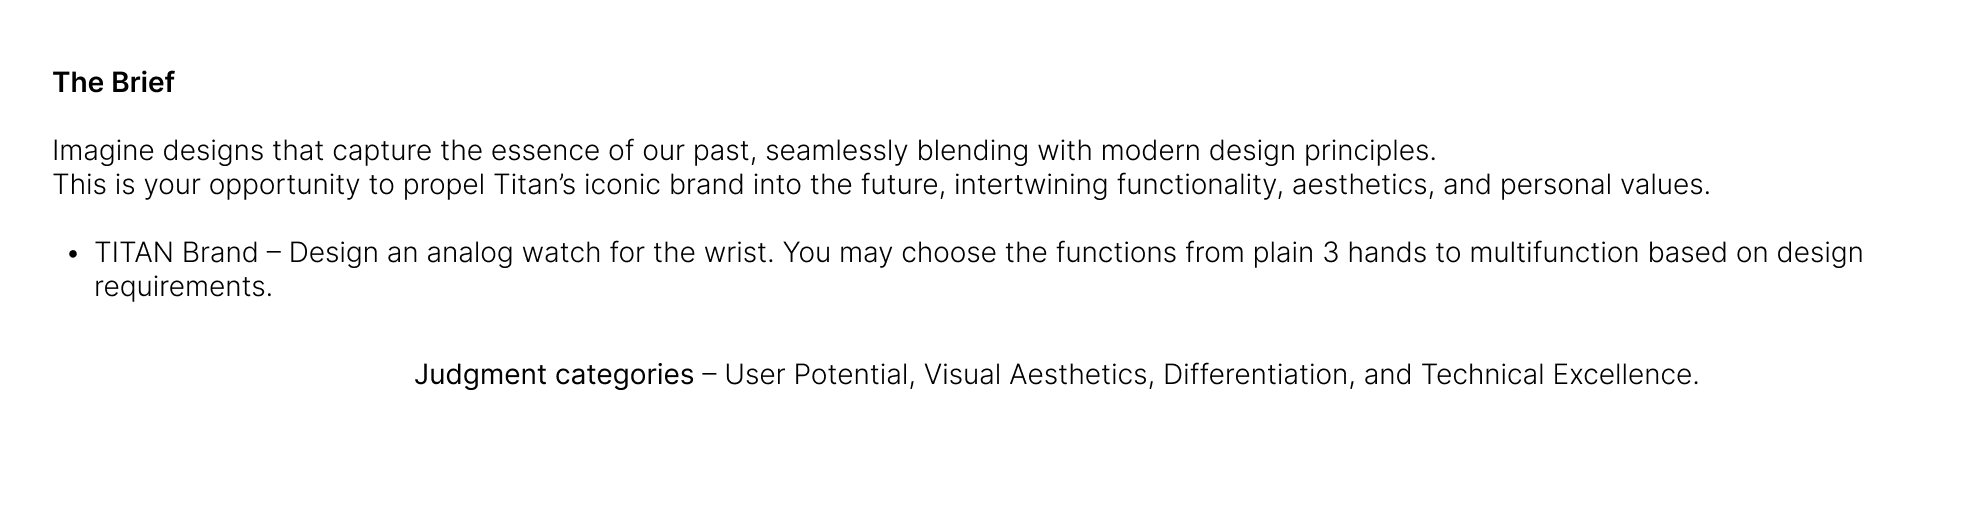 The Brief
Imagine designs that capture the essence of our past, seamlessly blending with modern design principles.
This is your opportunity to propel Titan’s iconic brand into the future, intertwining functionality, aesthetics, and personal values.
• TITAN Brand – Design an analog watch for the wrist. You may choose the functions from plain 3 hands to multifunction based on design
requirements.
Judgment categories – User Potential, Visual Aesthetics, Differentiation, and Technical Excellence.